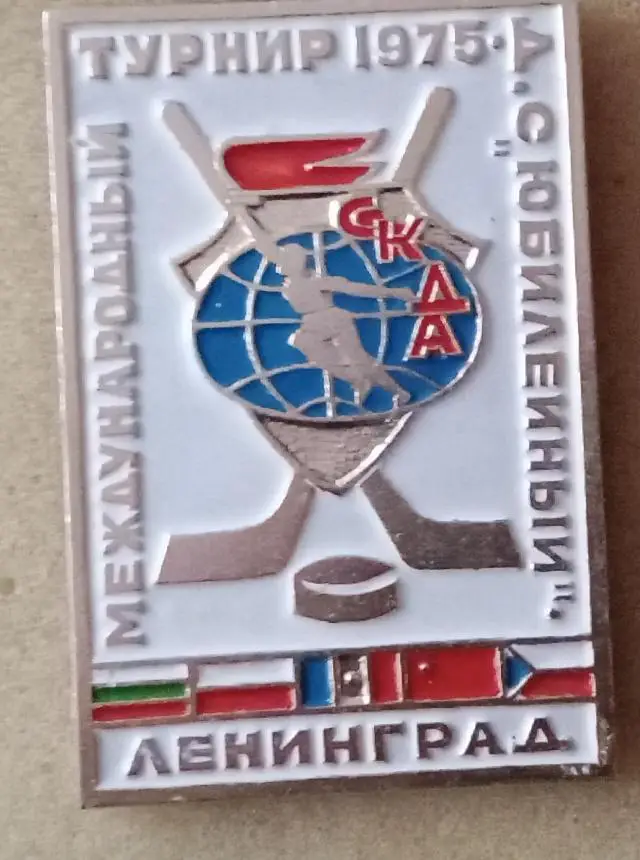 МЕЖДУНАРОДНЫЙ
ТУРНИР 1975.
Д.С „ЮБИЛЕЙНЫЙ“.
СКДА
ЛЕНИНГРАД